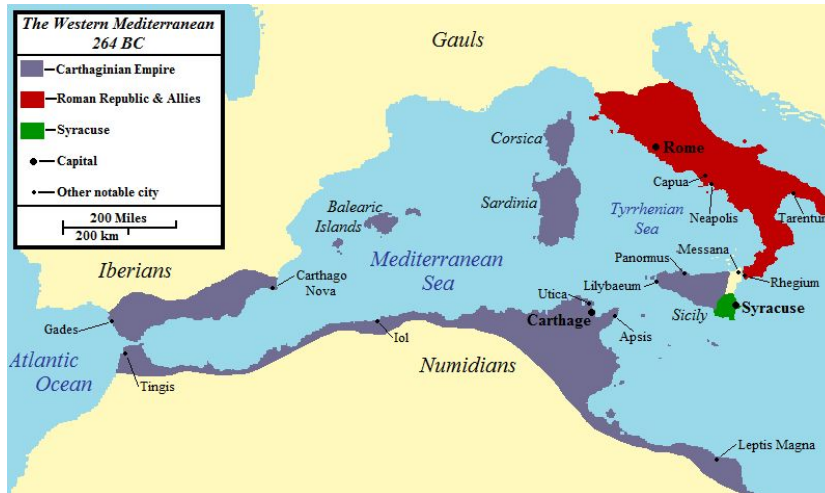 The Western Mediterranean
264 BC
Carthaginian Empire
Roman Republic & Allies
Syracuse
Capital
Other notable city
200 Miles
200 km
Gauls
Corsica
Rome
Capua
Sardinia
Balearic
Islands
Tyrrhenian
Sea
Neapolis
Tarentum
Messana
Panormus
Mediterranean
Sea
Iberians
Carthago
Nova
Lilybaeum
Rhegium
Utica
Sicily
Syracuse
Carthage
Gades
Iol
Apsis
Atlantic
Ocean
Tingis
Numidians
Leptis Magna